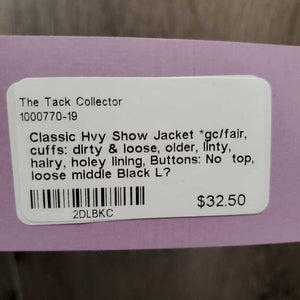 The Tack Collector
1000770-19
Classic Hvy Show Jacket *gc/fair,
cuffs: dirty & loose, older, linty,
hairy, holey lining, Buttons: No top,
loose middle Black L?
2DLBKC
$32.50